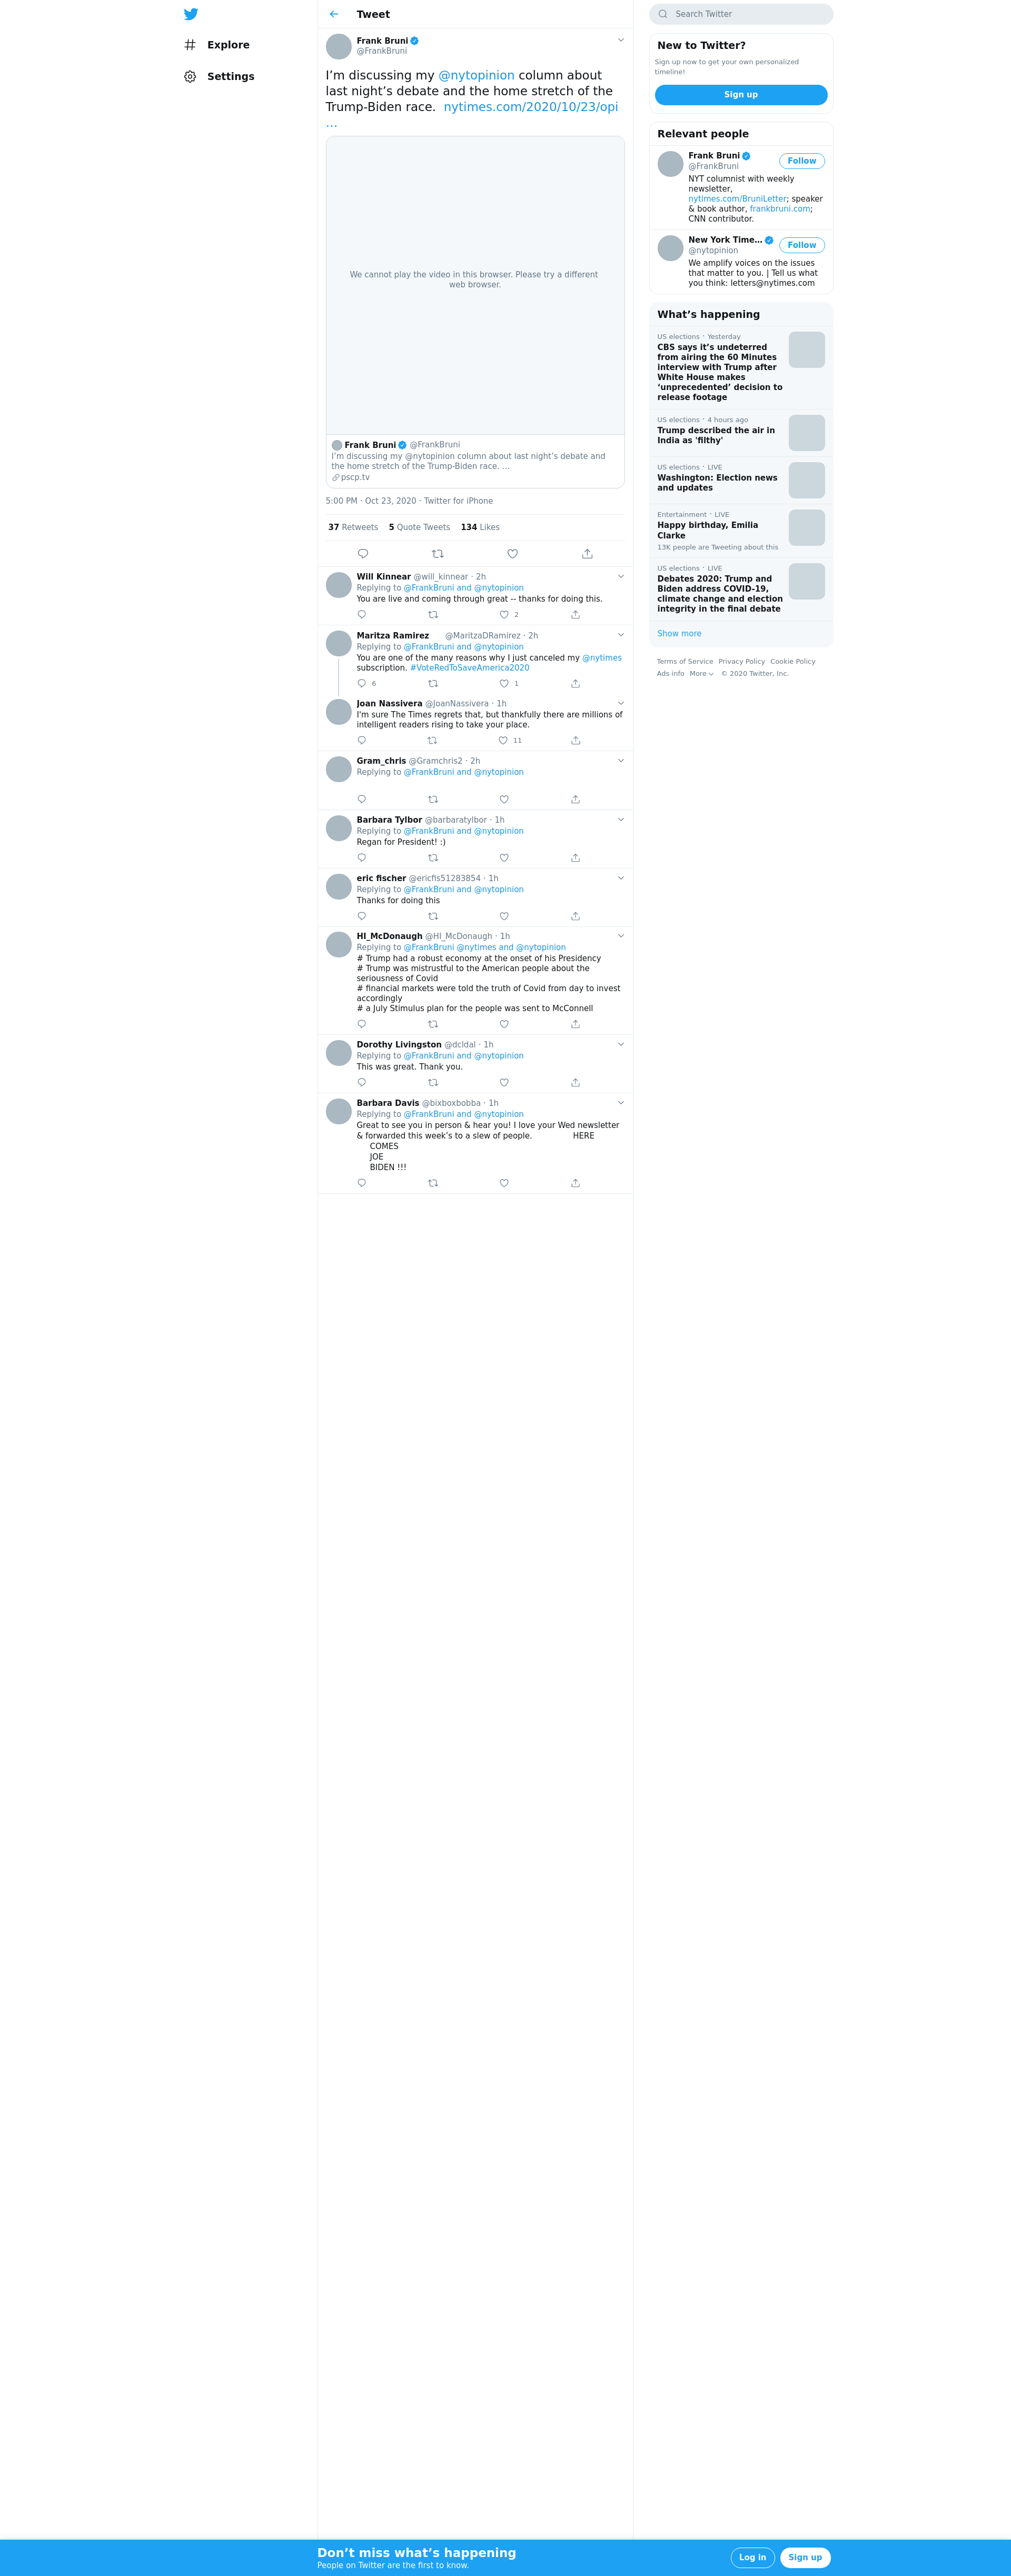 Explore
Settings
Tweet
Frank Bruni
@FrankBruni
I’m discussing my @nytopinion column about
last night’s debate and the home stretch of the
Trump-Biden race. nytimes.com/2020/10/23/opi
…
We cannot play the video in this browser. Please try a different
web browser.
Frank Bruni @FrankBruni
I’m discussing my @nytopinion column about last night’s debate and
the home stretch of the Trump-Biden race. ...
pscp.tv
5:00 PM · Oct 23, 2020 · Twitter for iPhone
37 Retweets 5 Quote Tweets 134 Likes
Will Kinnear @will_kinnear · 2h
Replying to @FrankBruni and @nytopinion
You are live and coming through great -- thanks for doing this.
2
Maritza Ramirez @MaritzaDRamirez · 2h
Replying to @FrankBruni and @nytopinion
You are one of the many reasons why I just canceled my @nytimes
subscription. #VoteRedToSaveAmerica2020
6 1
Joan Nassivera @JoanNassivera · 1h
I'm sure The Times regrets that, but thankfully there are millions of
intelligent readers rising to take your place.
11
Gram_chris @Gramchris2 · 2h
Replying to @FrankBruni and @nytopinion
Barbara Tylbor @barbaratylbor · 1h
Replying to @FrankBruni and @nytopinion
Regan for President! :)
eric fischer @ericfis51283854 · 1h
Replying to @FrankBruni and @nytopinion
Thanks for doing this
HI_McDonaugh @HI_McDonaugh · 1h
Replying to @FrankBruni @nytimes and @nytopinion
# Trump had a robust economy at the onset of his Presidency
# Trump was mistrustful to the American people about the
seriousness of Covid
# financial markets were told the truth of Covid from day to invest
accordingly
# a July Stimulus plan for the people was sent to McConnell
Dorothy Livingston @dcldal · 1h
Replying to @FrankBruni and @nytopinion
This was great. Thank you.
Barbara Davis @bixboxbobba · 1h
Replying to @FrankBruni and @nytopinion
Great to see you in person & hear you! I love your Wed newsletter
& forwarded this week’s to a slew of people. HERE
COMES
JOE
BIDEN !!!
Search Twitter
New to Twitter?
Sign up now to get your own personalized
timeline!
Sign up
Relevant people
Frank Bruni
@FrankBruni
Follow
NYT columnist with weekly
newsletter,
nytimes.com/BruniLetter; speaker
& book author, frankbruni.com;
CNN contributor.
New York Time…
@nytopinion
Follow
We amplify voices on the issues
that matter to you. | Tell us what
you think: letters@nytimes.com
What’s happening
US elections · Yesterday
CBS says it’s undeterred
from airing the 60 Minutes
interview with Trump after
White House makes
‘unprecedented’ decision to
release footage
US elections · 4 hours ago
Trump described the air in
India as 'filthy'
US elections · LIVE
Washington: Election news
and updates
Entertainment · LIVE
Happy birthday, Emilia
Clarke
13K people are Tweeting about this
US elections · LIVE
Debates 2020: Trump and
Biden address COVID-19,
climate change and election
integrity in the final debate
Show more
Terms of Service Privacy Policy Cookie Policy
Ads info More © 2020 Twitter, Inc.
Don’t miss what’s happening
People on Twitter are the first to know.
Log in
Sign up